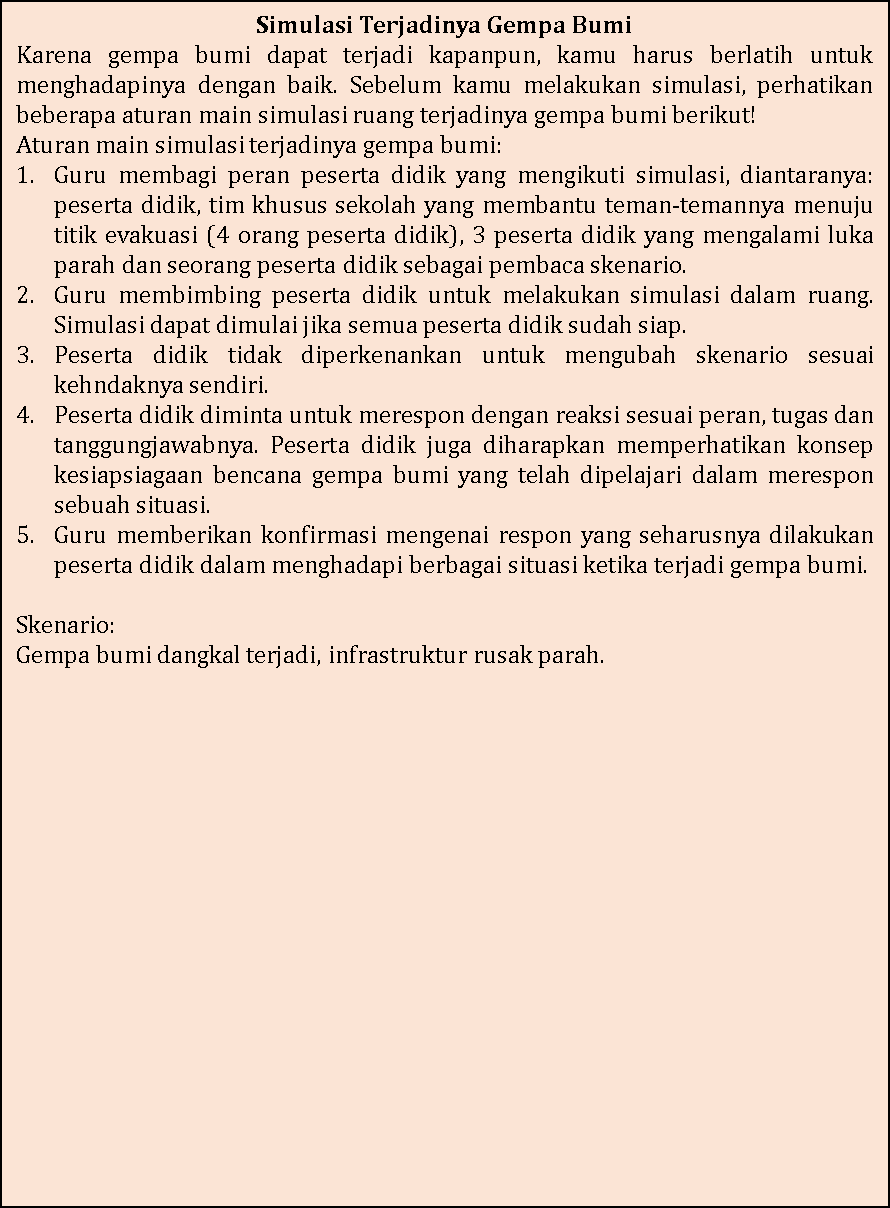 Simulasi Terjadinya Gempa Bumi
Karena gempa bumi dapat terjadi kapanpun, kamu harus berlatih untuk
menghadapinya dengan baik. Sebelum kamu melakukan simulasi, perhatikan
beberapa aturan main simulasi ruang terjadinya gempa bumi berikut!
Aturan main simulasi terjadinya gempa bumi:
1. Guru membagi peran peserta didik yang mengikuti simulasi, diantaranya:
peserta didik, tim khusus sekolah yang membantu teman-temannya menuju
titik evakuasi (4 orang peserta didik), 3 peserta didik yang mengalami luka
parah dan seorang peserta didik sebagai pembaca skenario.
2. Guru membimbing peserta didik untuk melakukan simulasi dalam ruang.
Simulasi dapat dimulai jika semua peserta didik sudah siap.
3. Peserta didik tidak diperkenankan untuk mengubah skenario sesuai
kehndaknya sendiri.
4. Peserta didik diminta untuk merespon dengan reaksi sesuai peran, tugas dan
tanggungjawabnya. Peserta didik juga diharapkan memperhatikan konsep
kesiapsiagaan bencana gempa bumi yang telah dipelajari dalam merespon
sebuah situasi.
5. Guru memberikan konfirmasi mengenai respon yang seharusnya dilakukan
peserta didik dalam menghadapi berbagai situasi ketika terjadi gempa bumi.
Skenario:
Gempa bumi dangkal terjadi, infrastruktur rusak parah.